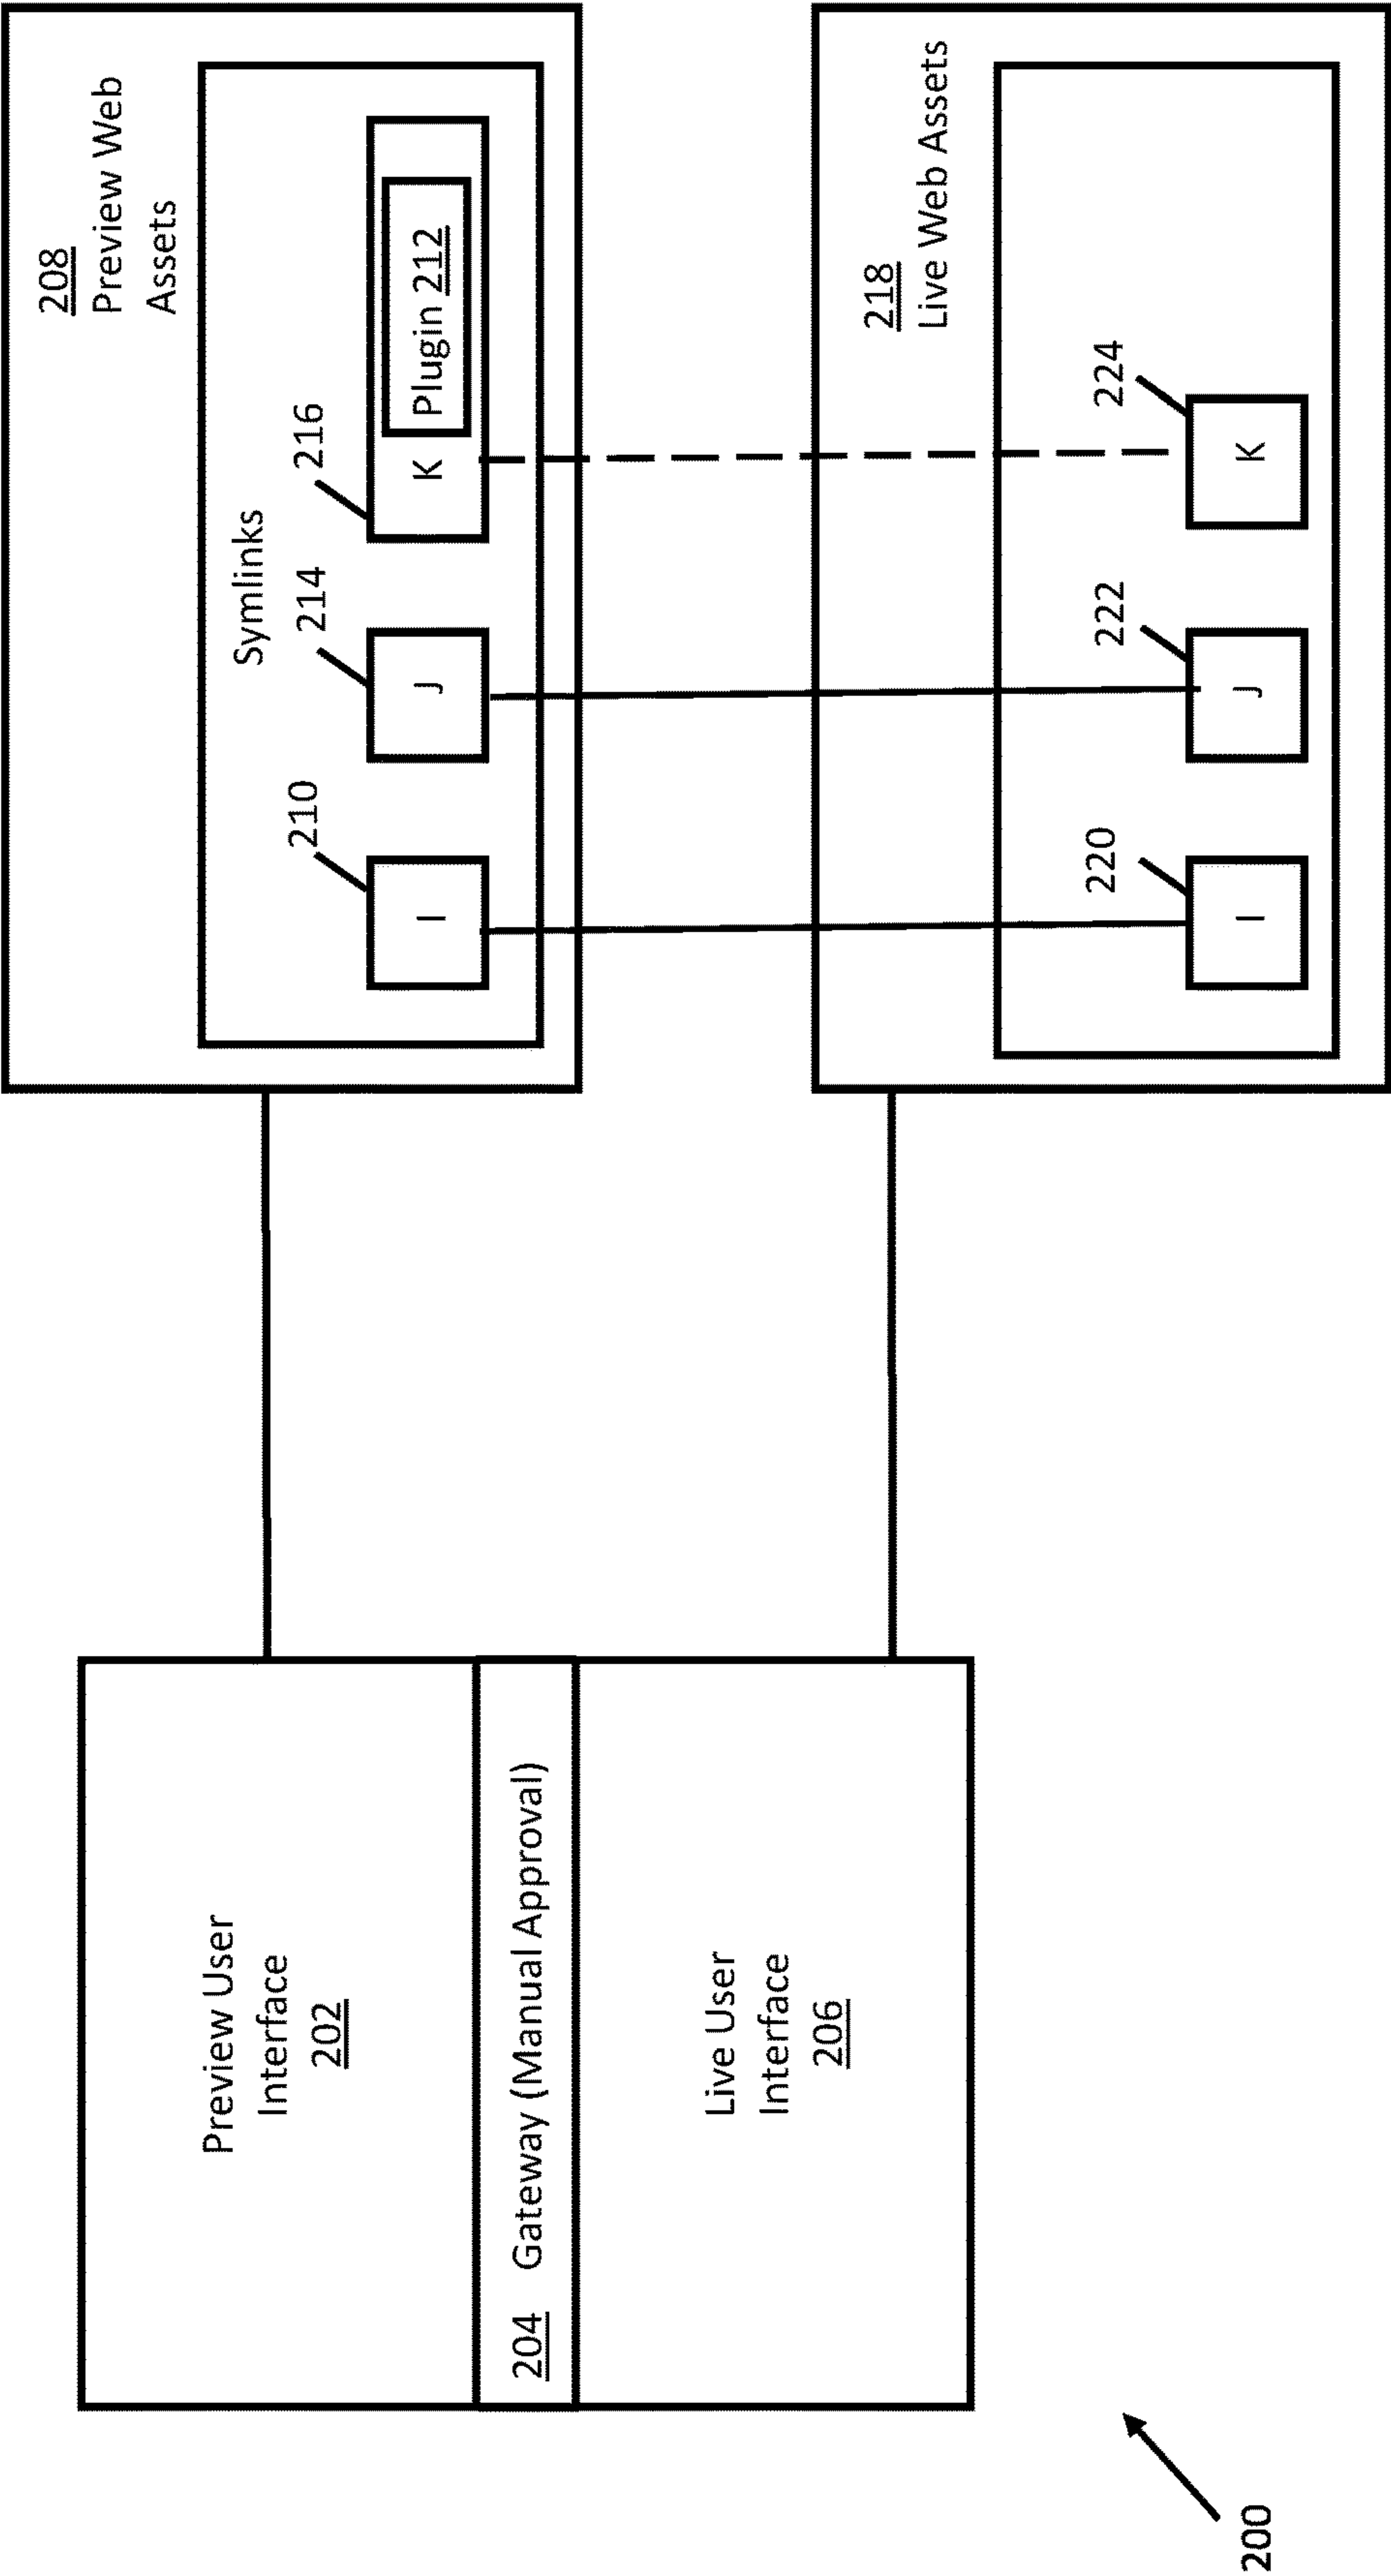 Preview User
Interface
202
204 Gateway (Manual Approval)
Live User
Interface
206
208
Preview Web
Assets
Symlinks
210
214
216
I
J
K
Plugin 212
218
Live Web Assets
220
222
224
I
J
K
200